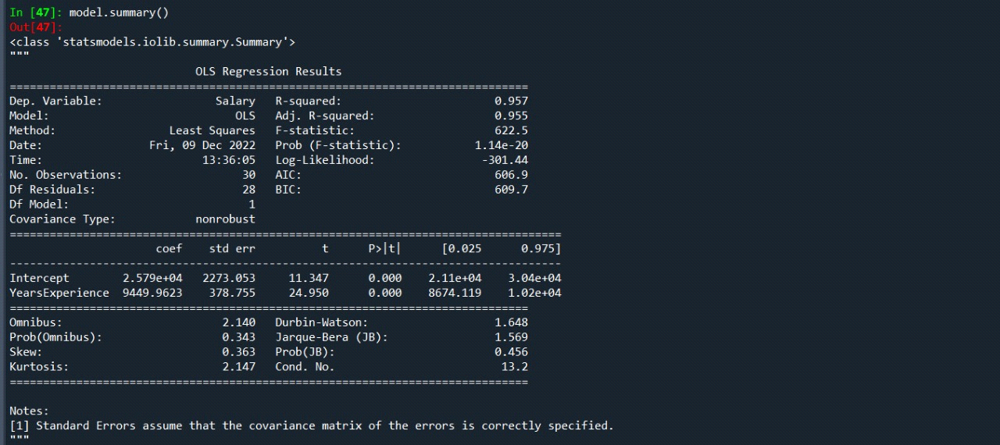 In [47]: model.summary()
Out[47]:
<class 'statsmodels.iolib.summary.Summary'>
"""
                            OLS Regression Results
==============================================================================
Dep. Variable:                 Salary   R-squared:                       0.957
Model:                            OLS   Adj. R-squared:                  0.955
Method:                 Least Squares   F-statistic:                     622.5
Date:                Fri, 09 Dec 2022   Prob (F-statistic):           1.14e-20
Time:                        13:36:05   Log-Likelihood:                -301.44
No. Observations:                  30   AIC:                             606.9
Df Residuals:                      28   BIC:                             609.7
Df Model:                           1
Covariance Type:            nonrobust
===================================================================================
                      coef    std err          t      P>|t|      [0.025      0.975]
-----------------------------------------------------------------------------------
Intercept        2.579e+04   2273.053     11.347      0.000    2.11e+04    3.04e+04
YearsExperience  9449.9623    378.755     24.950      0.000    8674.119    1.02e+04
==============================================================================
Omnibus:                        2.140   Durbin-Watson:                   1.648
Prob(Omnibus):                  0.343   Jarque-Bera (JB):                1.569
Skew:                           0.363   Prob(JB):                        0.456
Kurtosis:                       2.147   Cond. No.                         13.2
==============================================================================
Notes:
[1] Standard Errors assume that the covariance matrix of the errors is correctly specified.
"""